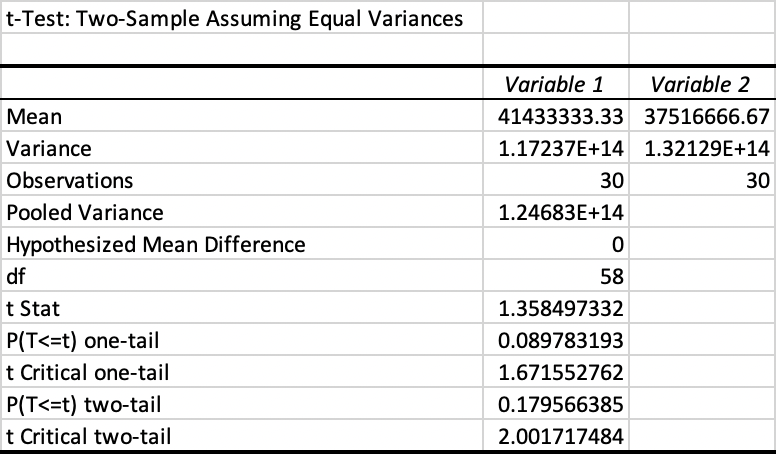 t-Test: Two-Sample Assuming Equal Variances
Variable 1 Variable 2
Mean 41433333.33 37516666.67
Variance 1.17237E+14 1.32129E+14
Observations 30 30
Pooled Variance 1.24683E+14
Hypothesized Mean Difference 0
df 58
t Stat 1.358497332
P(T<=t) one-tail 0.089783193
t Critical one-tail 1.671552762
P(T<=t) two-tail 0.179566385
t Critical two-tail 2.001717484